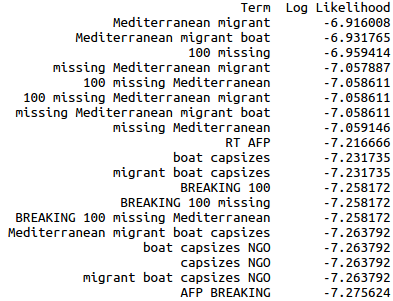 Term Log Likelihood
Mediterranean migrant -6.916008
Mediterranean migrant boat -6.931765
100 missing -6.959414
missing Mediterranean migrant -7.057887
100 missing Mediterranean -7.058611
100 missing Mediterranean migrant -7.058611
missing Mediterranean migrant boat -7.058611
missing Mediterranean -7.059146
RT AFP -7.216666
boat capsizes -7.231735
migrant boat capsizes -7.231735
BREAKING 100 -7.258172
BREAKING 100 missing -7.258172
BREAKING 100 missing Mediterranean -7.258172
Mediterranean migrant boat capsizes -7.263792
boat capsizes NGO -7.263792
capsizes NGO -7.263792
migrant boat capsizes NGO -7.263792
AFP BREAKING -7.275624